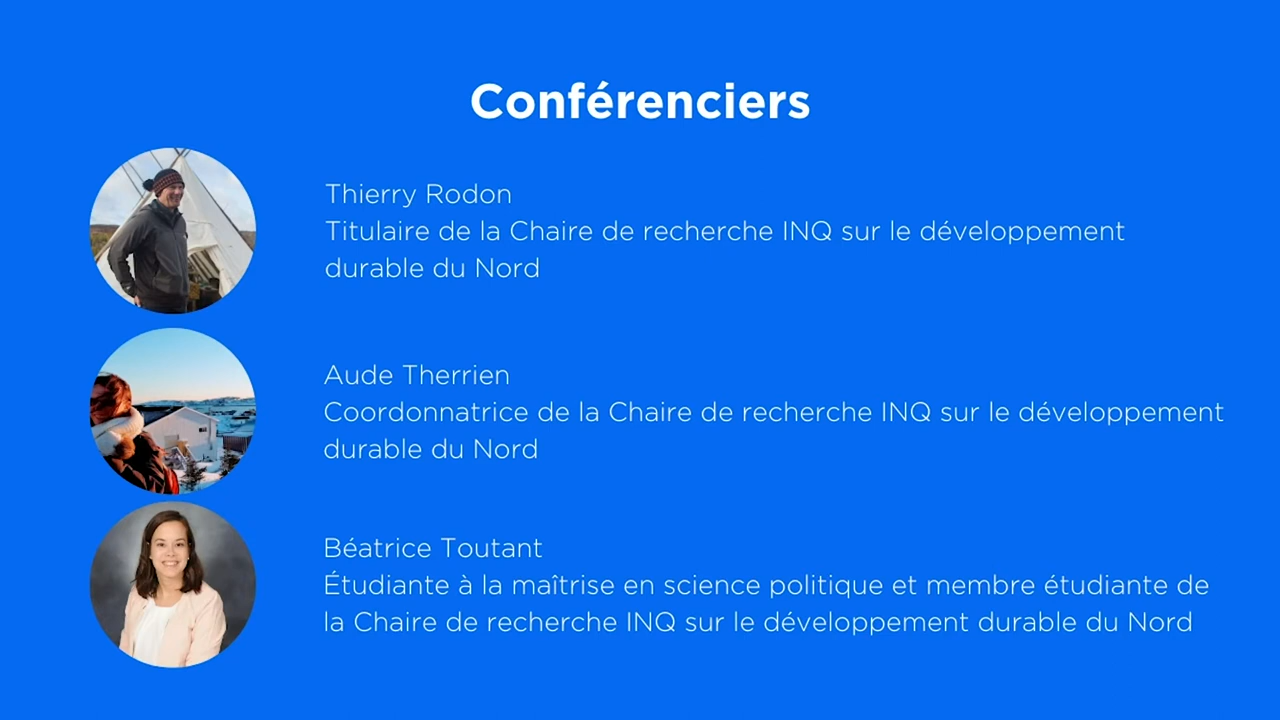 Conférenciers
Thierry Rodon
Titulaire de la Chaire de recherche INQ sur le développement
durable du Nord
Aude Therrien
Coordonnatrice de la Chaire de recherche INQ sur le développement
durable du Nord
Béatrice Toutant
Étudiante à la maîtrise en science politique et membre étudiante de
la Chaire de recherche INQ sur le développement durable du Nord